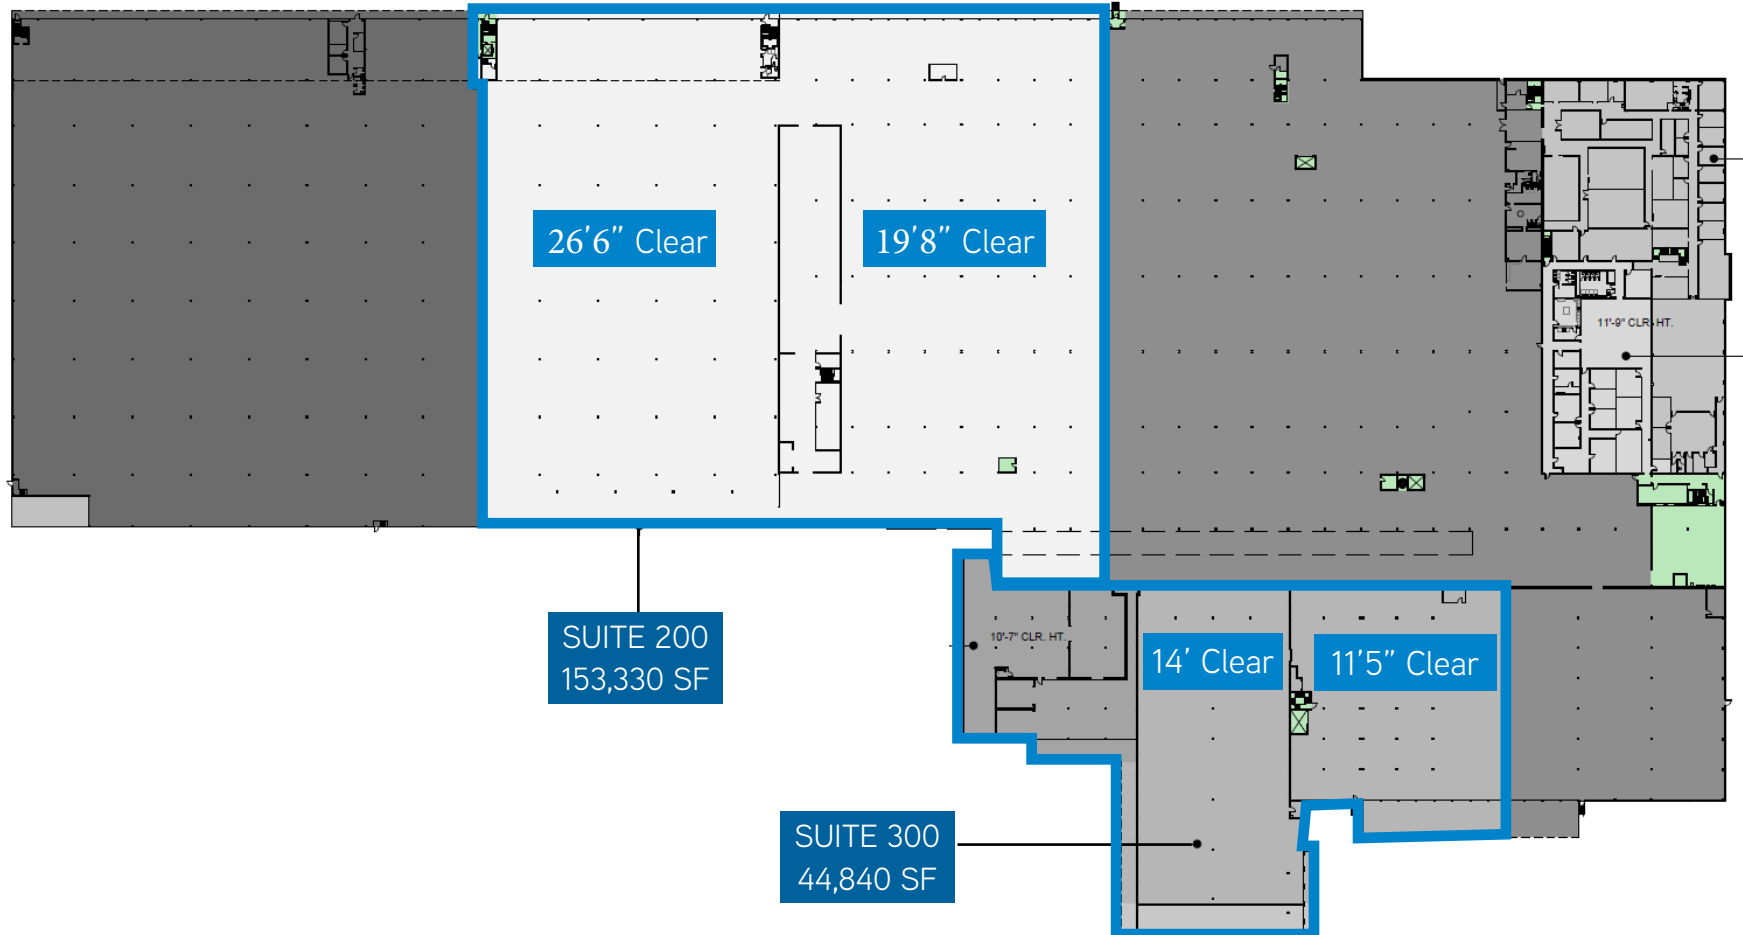 26'6" Clear
19'8" Clear
11'-9" CLR. HT.
SUITE 200
153,330 SF
10'-7" CLR. HT.
14' Clear
11'5" Clear
SUITE 300
44,840 SF